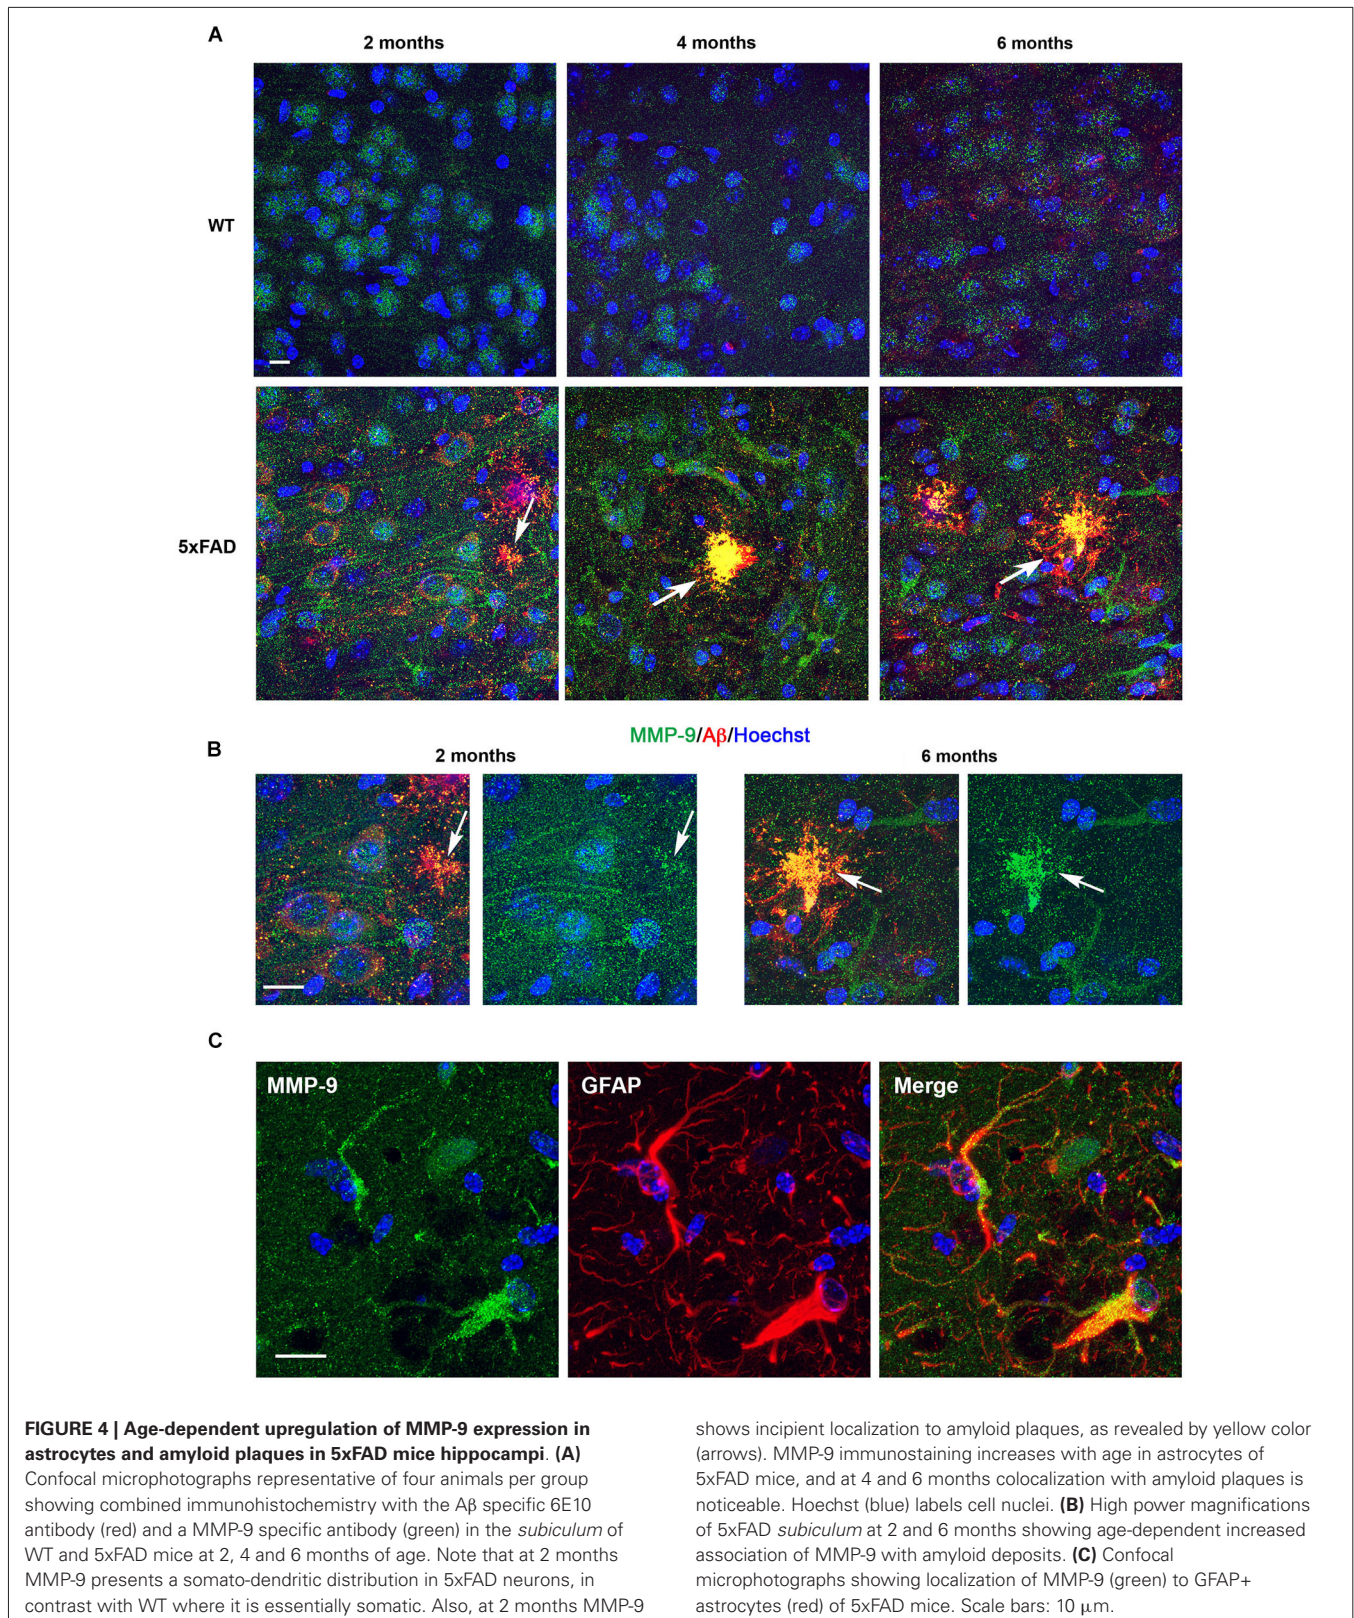 A
2 months
4 months
6 months
WT
5xFAD
MMP-9/Aβ/Hoechst
B
2 months
6 months
C
MMP-9
GFAP
Merge
FIGURE 4 | Age-dependent upregulation of MMP-9 expression in
astrocytes and amyloid plaques in 5xFAD mice hippocampi. (A)
Confocal microphotographs representative of four animals per group
showing combined immunohistochemistry with the Aβ specific 6E10
antibody (red) and a MMP-9 specific antibody (green) in the subiculum of
WT and 5xFAD mice at 2, 4 and 6 months of age. Note that at 2 months
MMP-9 presents a somato-dendritic distribution in 5xFAD neurons, in
contrast with WT where it is essentially somatic. Also, at 2 months MMP-9
shows incipient localization to amyloid plaques, as revealed by yellow color
(arrows). MMP-9 immunostaining increases with age in astrocytes of
5xFAD mice, and at 4 and 6 months colocalization with amyloid plaques is
noticeable. Hoechst (blue) labels cell nuclei. (B) High power magnifications
of 5xFAD subiculum at 2 and 6 months showing age-dependent increased
association of MMP-9 with amyloid deposits. (C) Confocal
microphotographs showing localization of MMP-9 (green) to GFAP+
astrocytes (red) of 5xFAD mice. Scale bars: 10 μm.